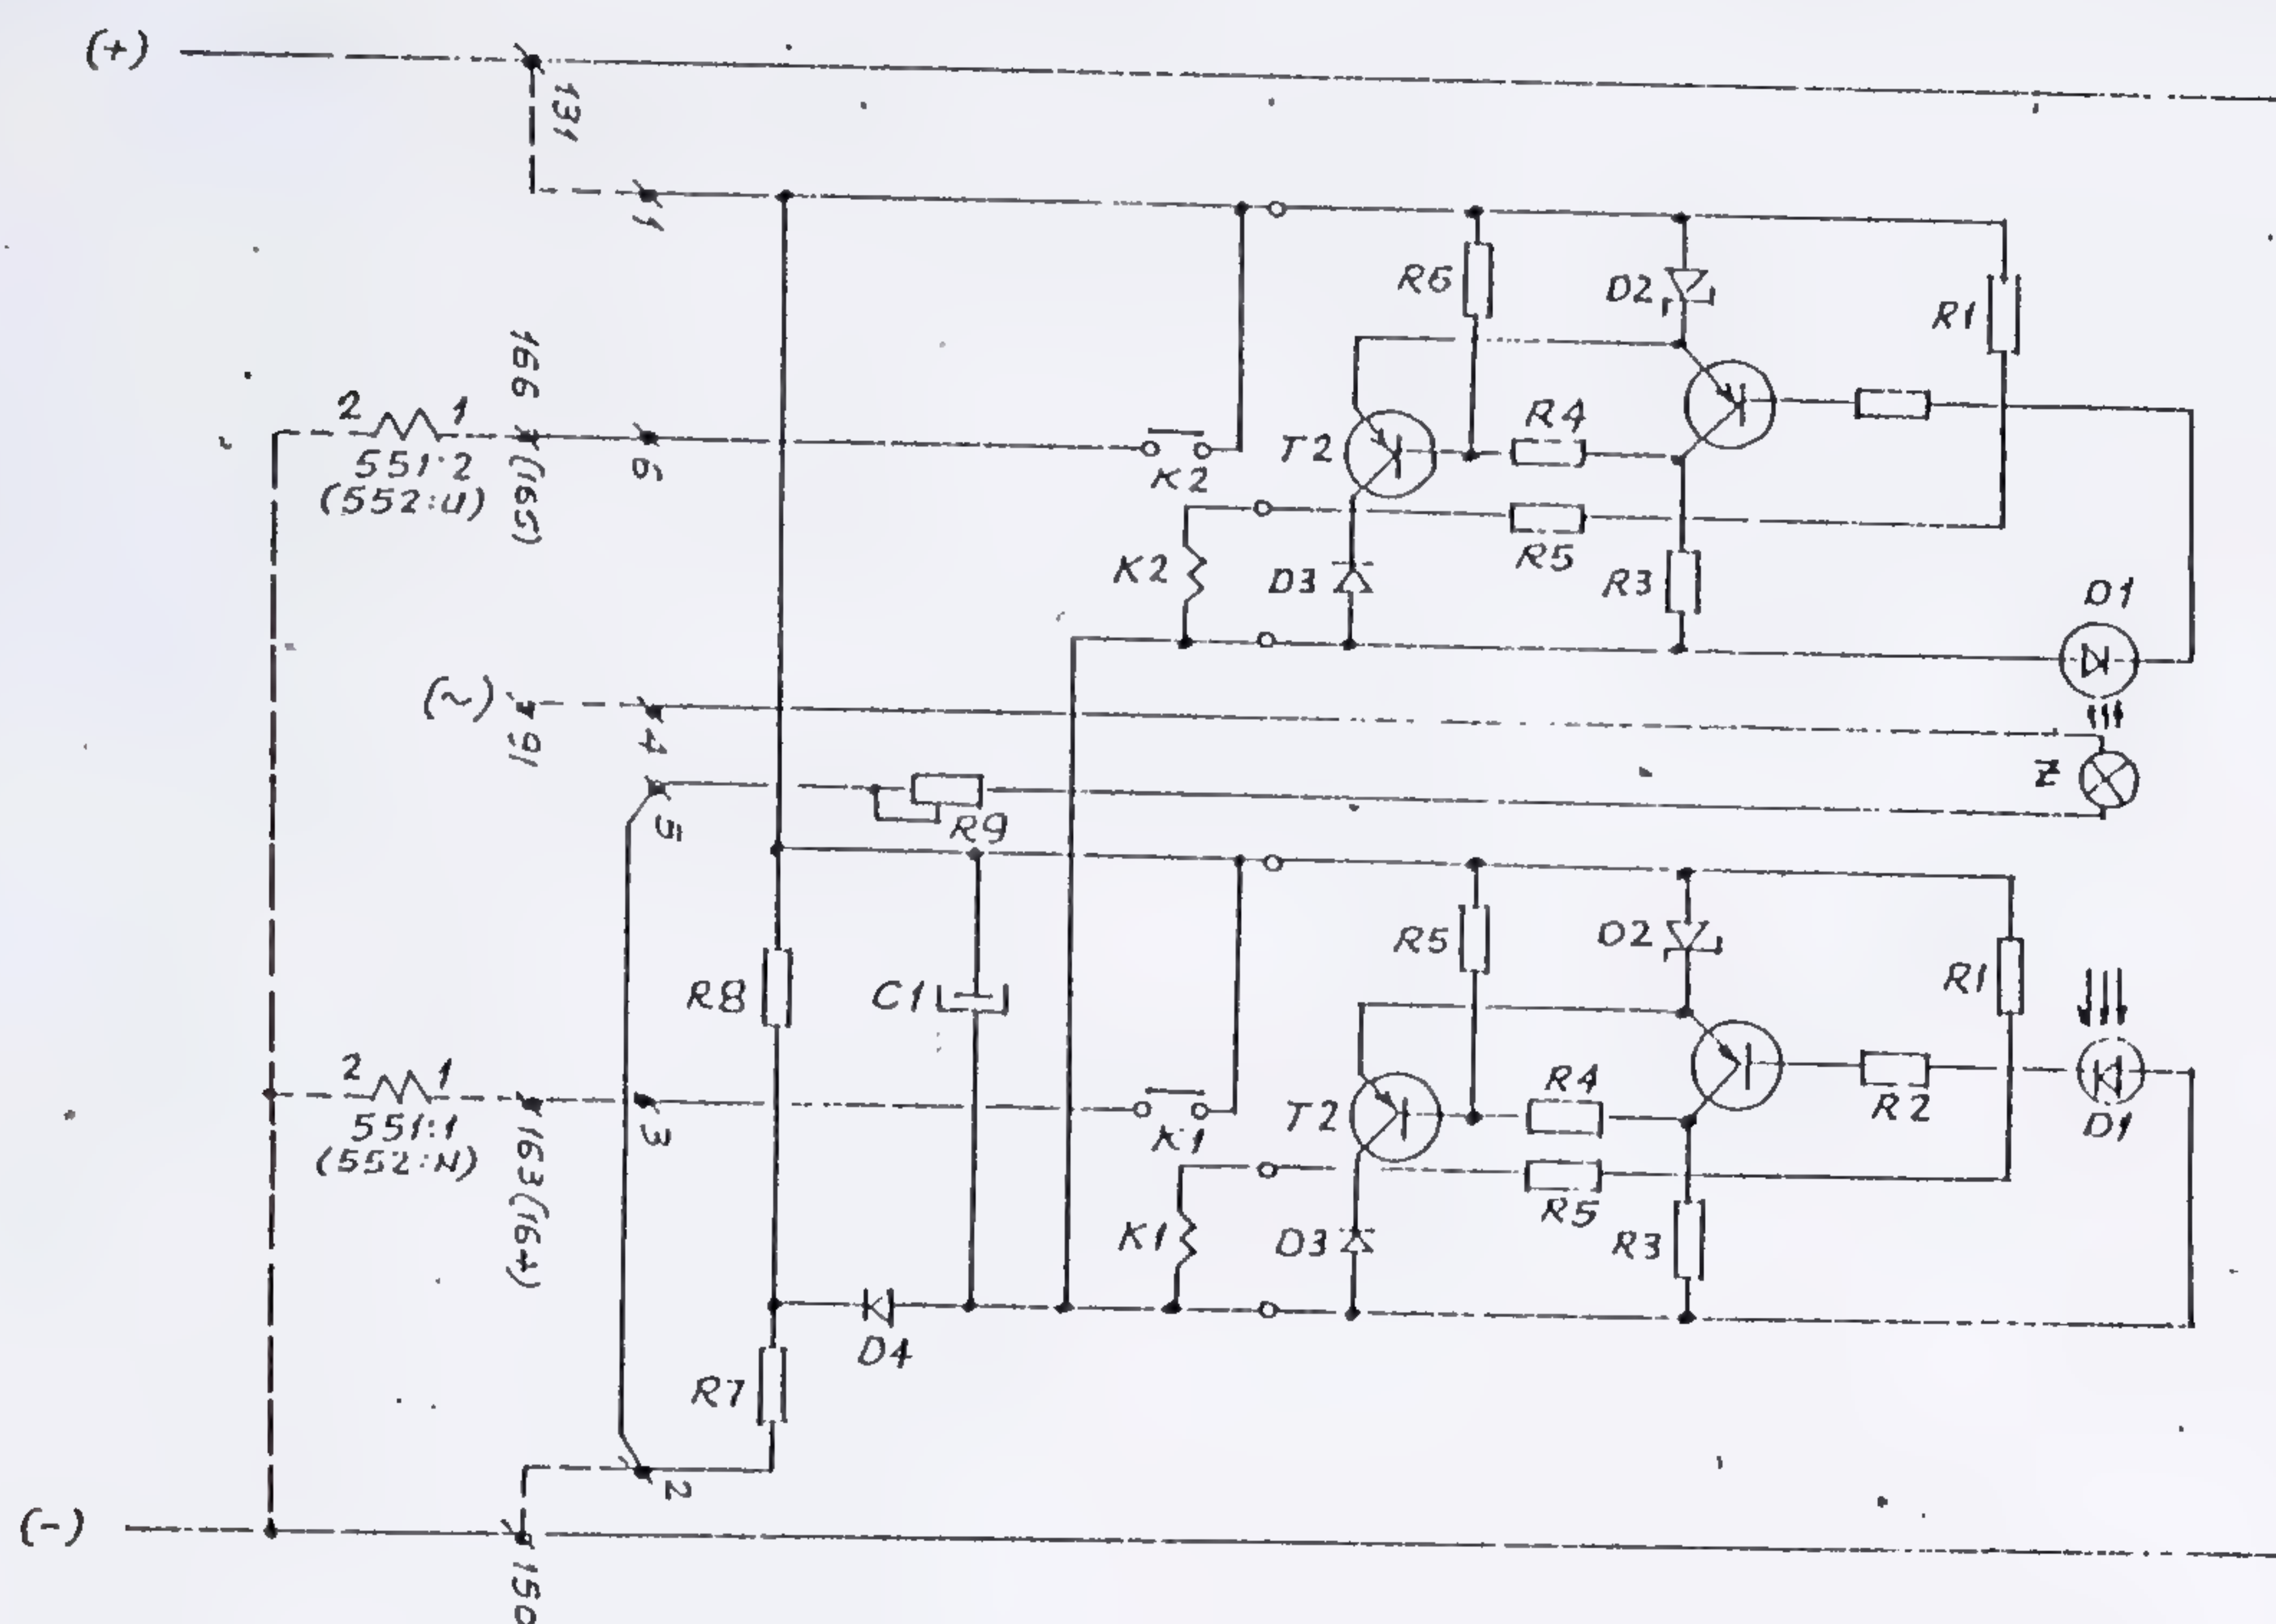 (+)
131
1
R6
D2
R1
166 (165)
2 1
551:2
(552:U)
6
K2
T2
R4
R5
K2
D3
R3
D1
(~)
91
4
Z
5
R9
R8
C1
R5
D2
R1
2 1
551:1
(552:N)
163(164)
3
K1
T2
R4
R2
D1
R5
K1
D3
R3
D4
R7
2
(-)
150